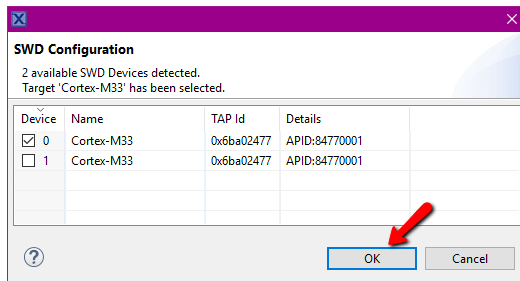 SWD Configuration
2 available SWD Devices detected.
Target 'Cortex-M33' has been selected.
Device Name TAP Id Details
0 Cortex-M33 0x6ba02477 APID:84770001
1 Cortex-M33 0x6ba02477 APID:84770001
? OK Cancel